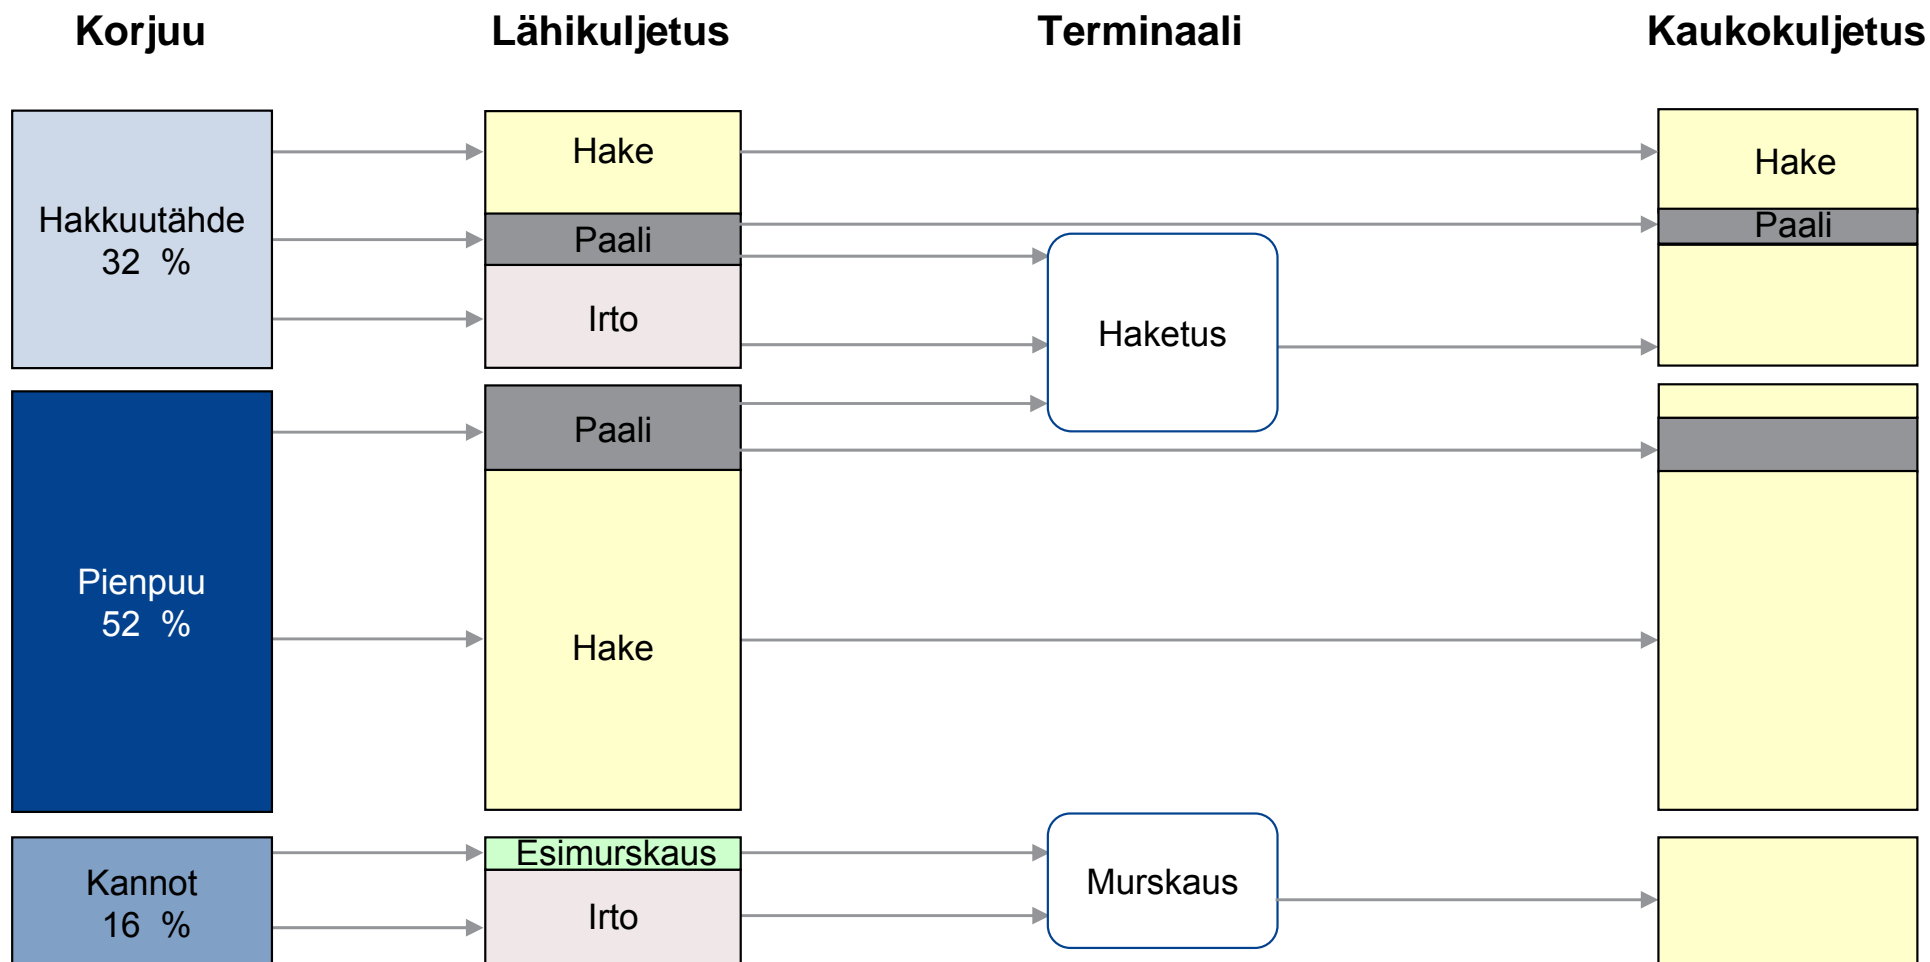 Korjuu
Lähikuljetus
Terminaali
Kaukokuljetus
Hakkuutähde
32 %
Hake
Paali
Irto
Haketus
Hake
Paali
Pienpuu
52 %
Paali
Hake
Kannot
16 %
Esimurskaus
Irto
Murskaus